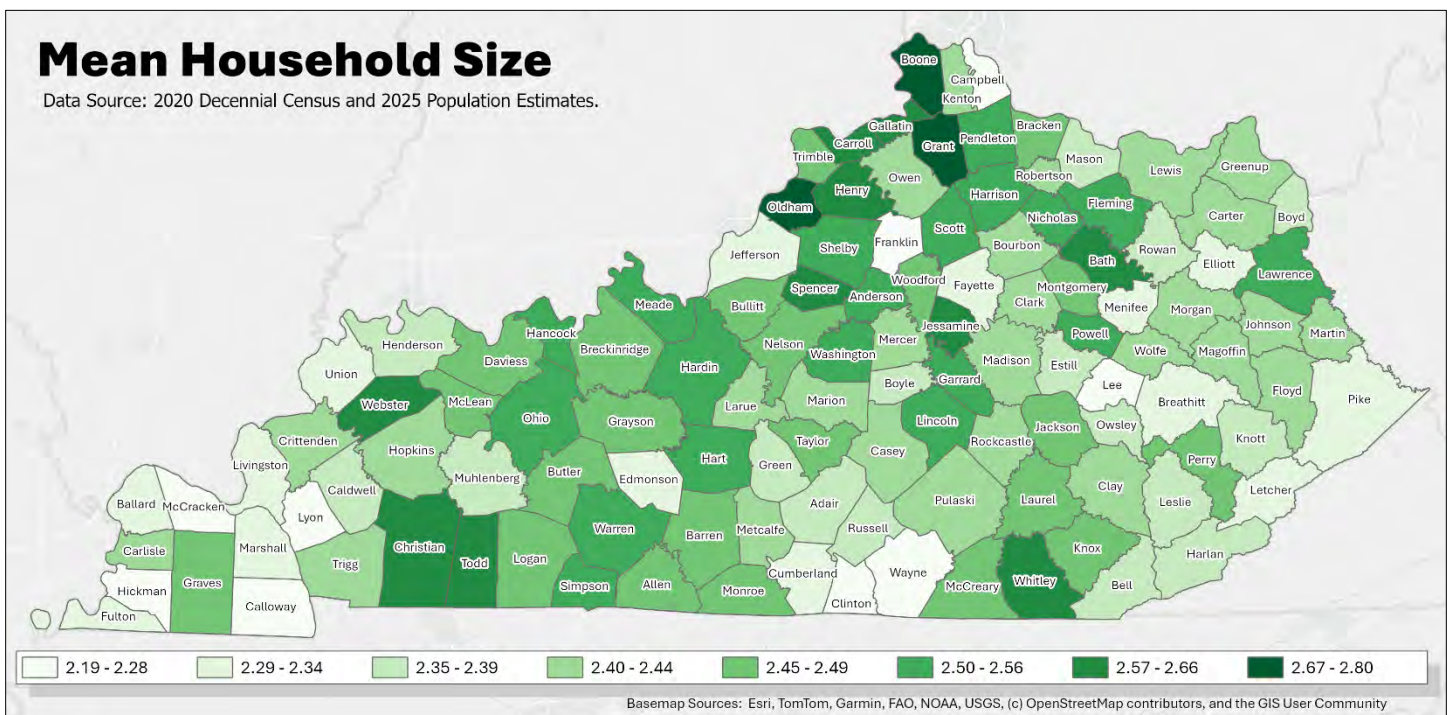 Mean Household Size
Data Source: 2020 Decennial Census and 2025 Population Estimates.
Boone
Campbell
Kenton
Gallatin
Carroll
Trimble
Grant
Pendleton
Bracken
Mason
Robertson
Lewis
Greenup
Owen
Henry
Oldham
Harrison
Nicholas
Fleming
Carter
Boyd
Jefferson
Shelby
Franklin
Scott
Bourbon
Bath
Rowan
Elliott
Lawrence
Spencer
Anderson
Woodford
Fayette
Clark
Montgomery
Menifee
Morgan
Johnson
Martin
Meade
Bullitt
Nelson
Washington
Mercer
Jessamine
Madison
Powell
Estill
Wolfe
Magoffin
Floyd
Pike
Henderson
Union
Hancock
Daviess
Breckinridge
Hardin
Larue
Marion
Boyle
Garrard
Lee
Breathitt
Webster
McLean
Ohio
Grayson
Hart
Green
Taylor
Casey
Lincoln
Rockcastle
Jackson
Owsley
Perry
Knott
Crittenden
Livingston
Hopkins
Muhlenberg
Butler
Edmonson
Adair
Russell
Pulaski
Laurel
Clay
Leslie
Letcher
Ballard
McCracken
Lyon
Caldwell
Christian
Todd
Logan
Warren
Barren
Metcalfe
Harlan
Carlisle
Graves
Marshall
Trigg
Simpson
Allen
Monroe
Cumberland
Clinton
Wayne
McCreary
Whitley
Knox
Bell
Hickman
Fulton
Calloway
2.19 - 2.28
2.29 - 2.34
2.35 - 2.39
2.40 - 2.44
2.45 - 2.49
2.50 - 2.56
2.57 - 2.66
2.67 - 2.80
Basemap Sources: Esri, TomTom, Garmin, FAO, NOAA, USGS, (c) OpenStreetMap contributors, and the GIS User Community